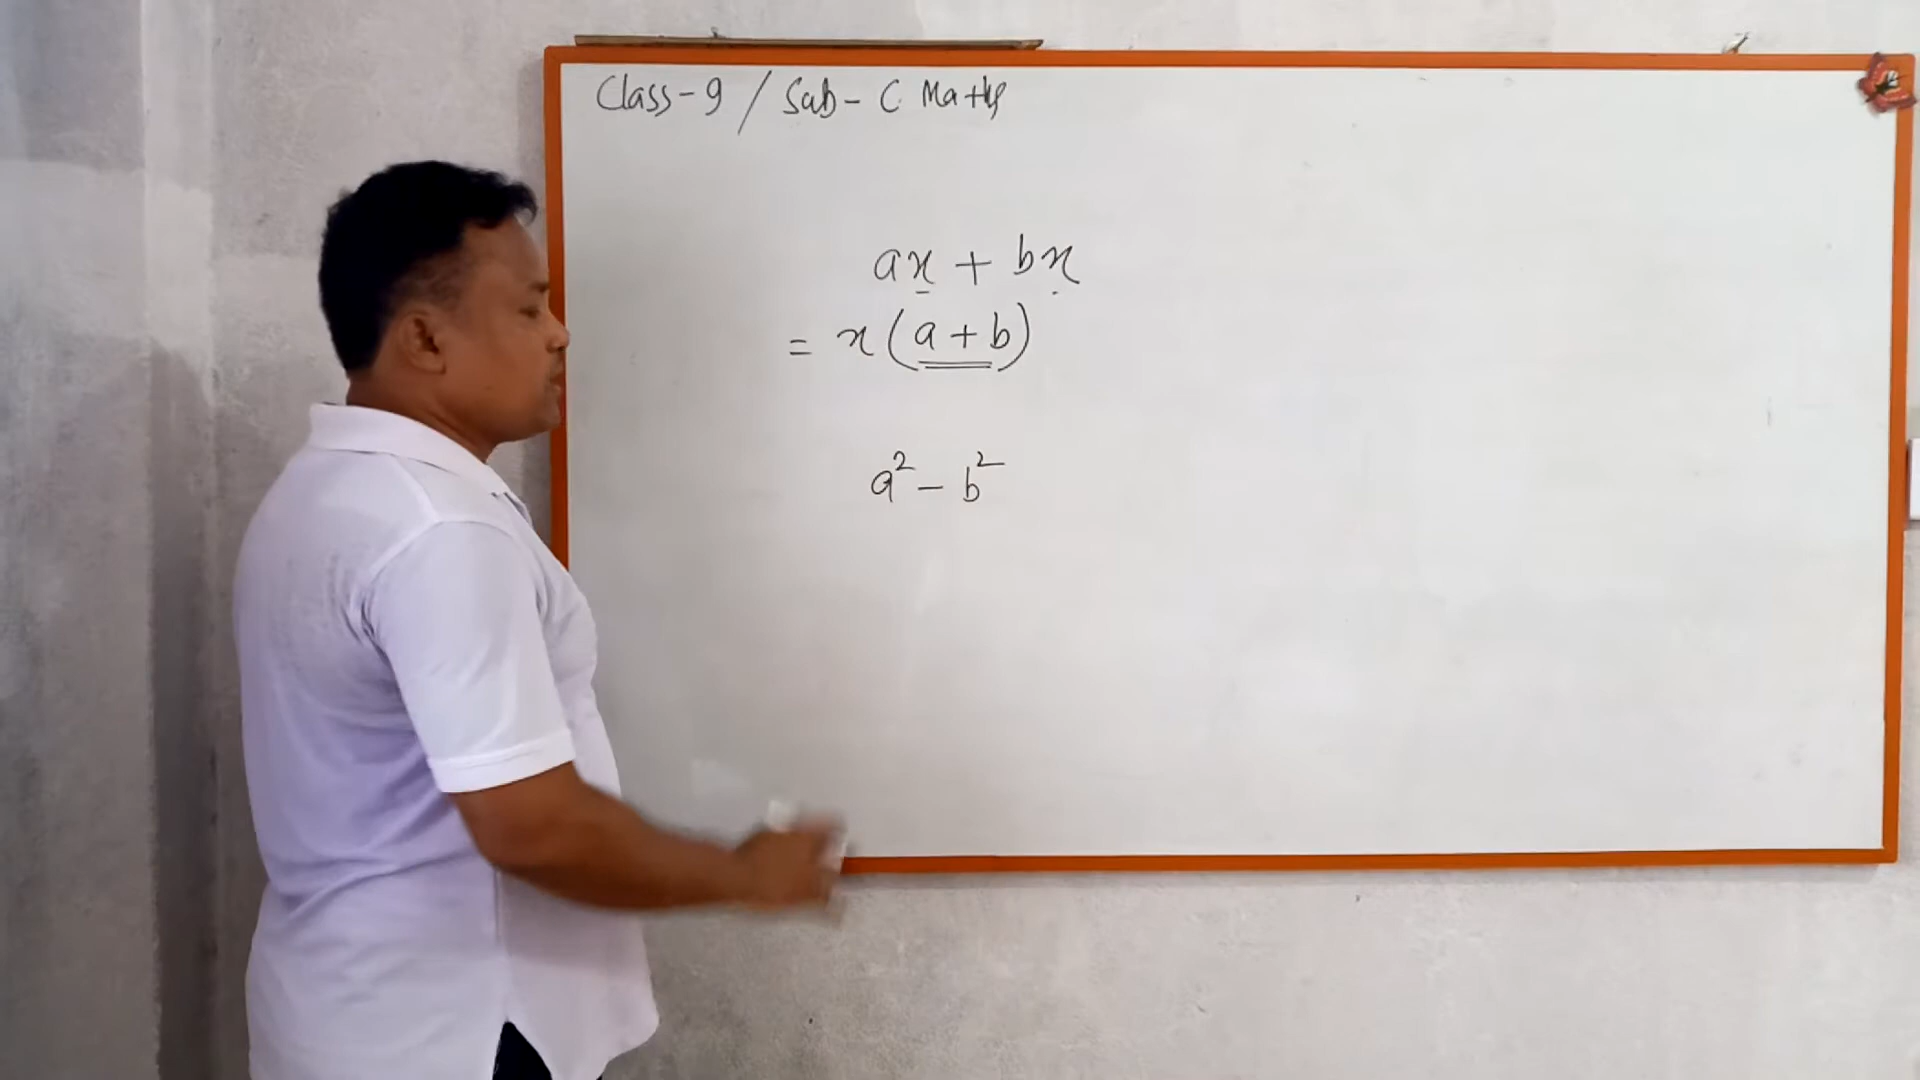 Class-9 / Sub- C. Maths
ax + bx
= x (a + b)
a² - b²